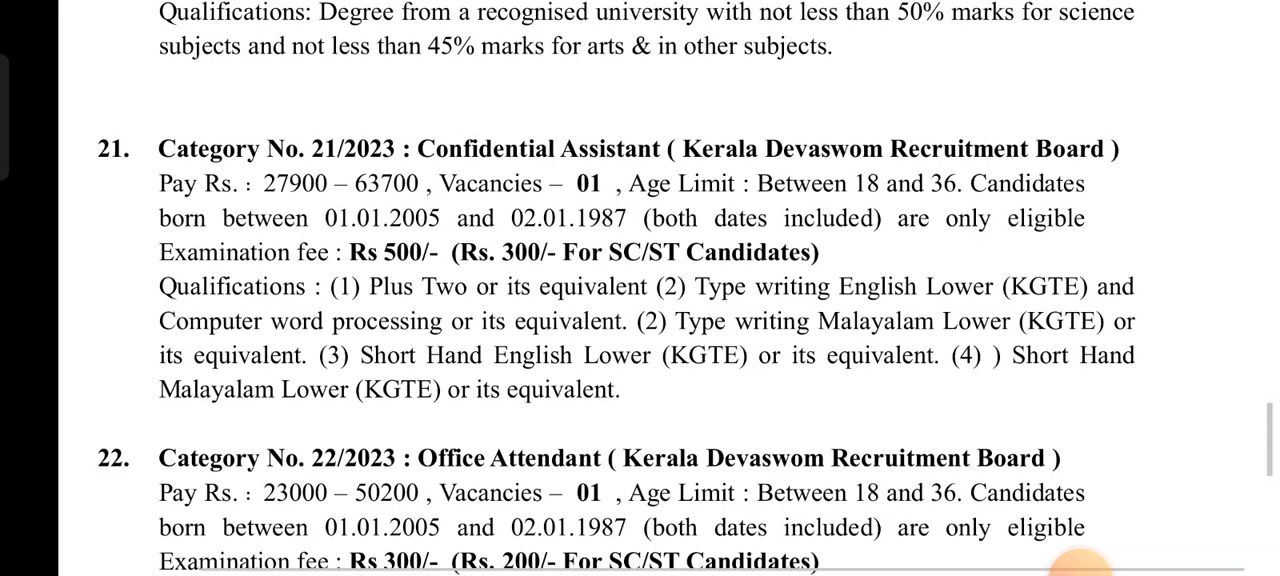 Qualifications: Degree from a recognised university with not less than 50% marks for science
subjects and not less than 45% marks for arts & in other subjects.
21. Category No. 21/2023 : Confidential Assistant ( Kerala Devaswom Recruitment Board )
Pay Rs. : 27900 – 63700 , Vacancies – 01 , Age Limit : Between 18 and 36. Candidates
born between 01.01.2005 and 02.01.1987 (both dates included) are only eligible
Examination fee : Rs 500/- (Rs. 300/- For SC/ST Candidates)
Qualifications : (1) Plus Two or its equivalent (2) Type writing English Lower (KGTE) and
Computer word processing or its equivalent. (2) Type writing Malayalam Lower (KGTE) or
its equivalent. (3) Short Hand English Lower (KGTE) or its equivalent. (4) ) Short Hand
Malayalam Lower (KGTE) or its equivalent.
22. Category No. 22/2023 : Office Attendant ( Kerala Devaswom Recruitment Board )
Pay Rs. : 23000 – 50200 , Vacancies – 01 , Age Limit : Between 18 and 36. Candidates
born between 01.01.2005 and 02.01.1987 (both dates included) are only eligible
Examination fee : Rs 300/- (Rs. 200/- For SC/ST Candidates)